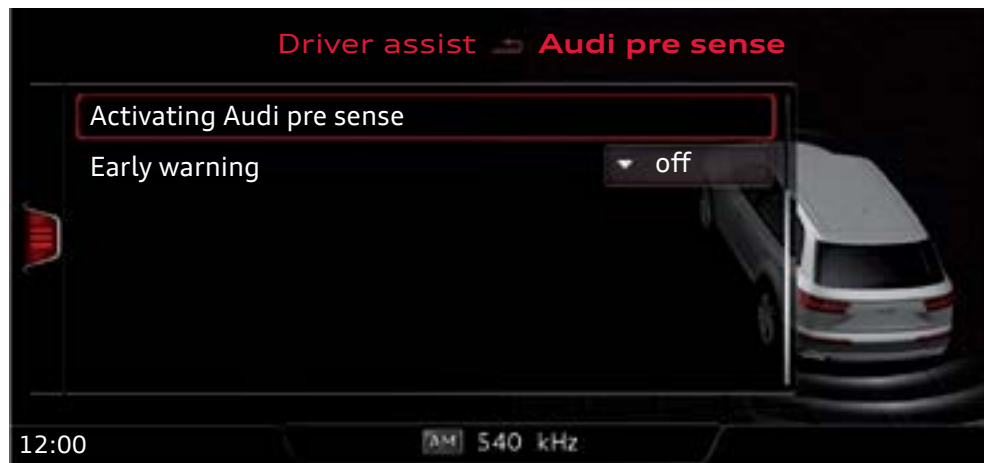 Driver assist Audi pre sense
Activating Audi pre sense
Early warning off
12:00 AM 540 kHz